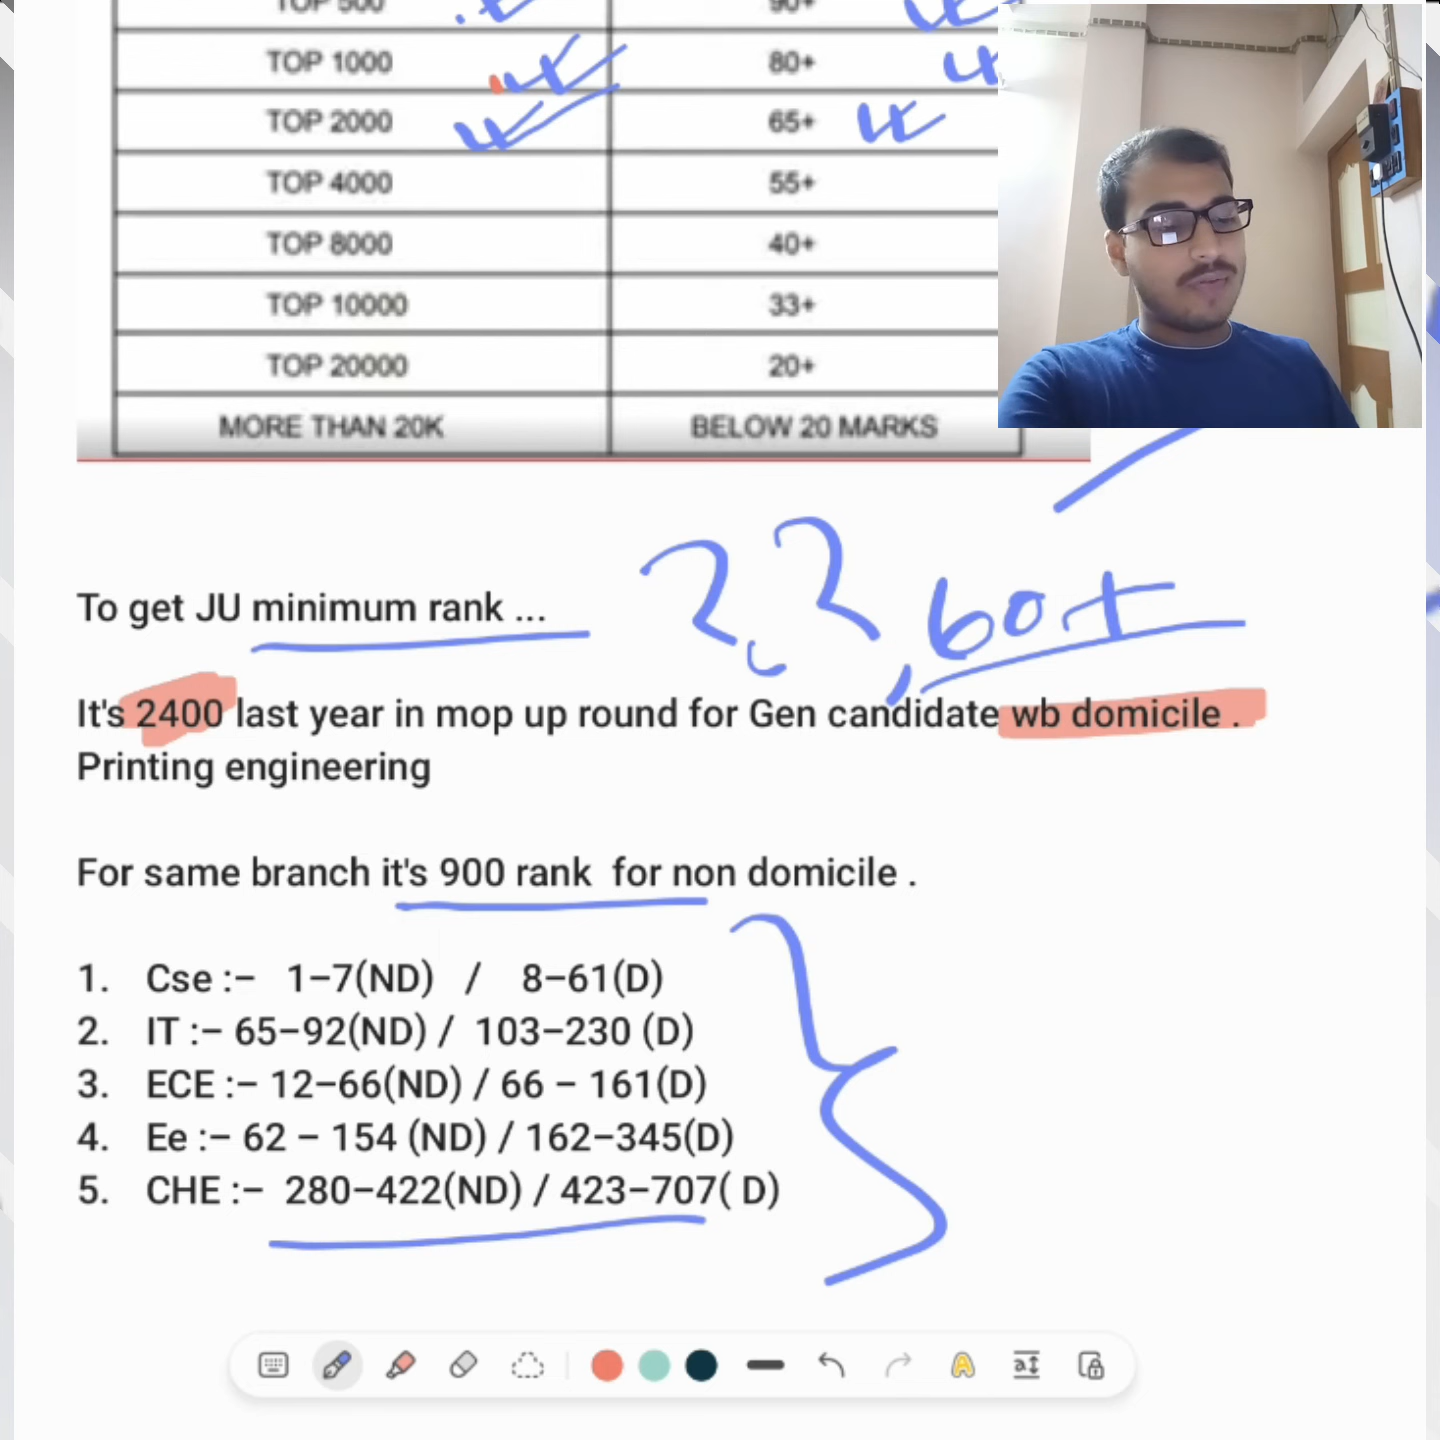 TOP 500 90+
TOP 1000 80+
TOP 2000 65+
TOP 4000 55+
TOP 8000 40+
TOP 10000 33+
TOP 20000 20+
MORE THAN 20K BELOW 20 MARKS
To get JU minimum rank ...
60+
It's 2400 last year in mop up round for Gen candidate wb domicile .
Printing engineering
For same branch it's 900 rank for non domicile .
1. Cse :- 1-7(ND) / 8-61(D)
2. IT :- 65-92(ND) / 103-230 (D)
3. ECE :- 12-66(ND) / 66 - 161(D)
4. Ee :- 62 - 154 (ND) / 162-345(D)
5. CHE :- 280-422(ND) / 423-707( D)